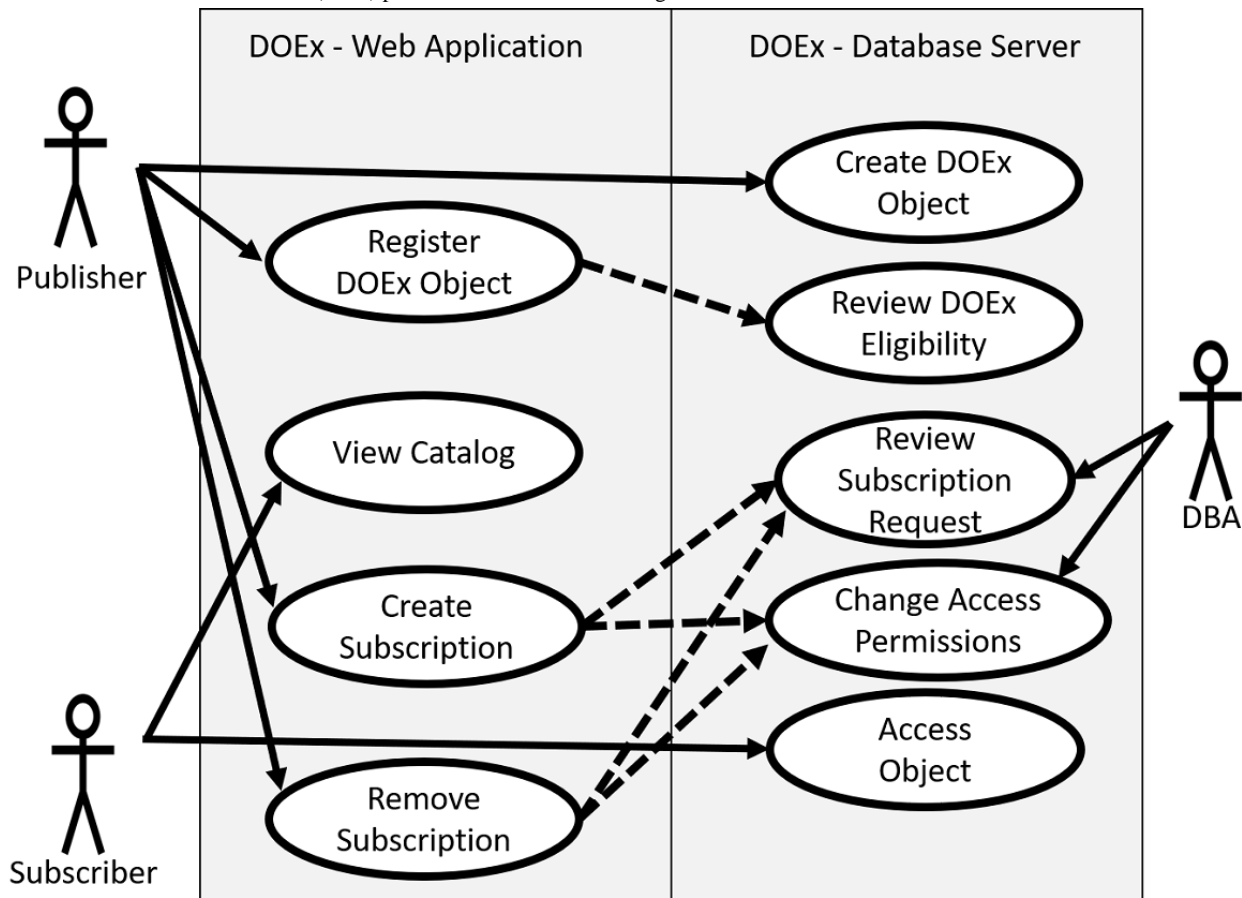 DOEx - Web Application
DOEx - Database Server
Publisher
Create DOEx
Object
Register
DOEx Object
Review DOEx
Eligibility
View Catalog
Review
Subscription
Request
DBA
Create
Subscription
Change Access
Permissions
Access
Object
Remove
Subscription
Subscriber